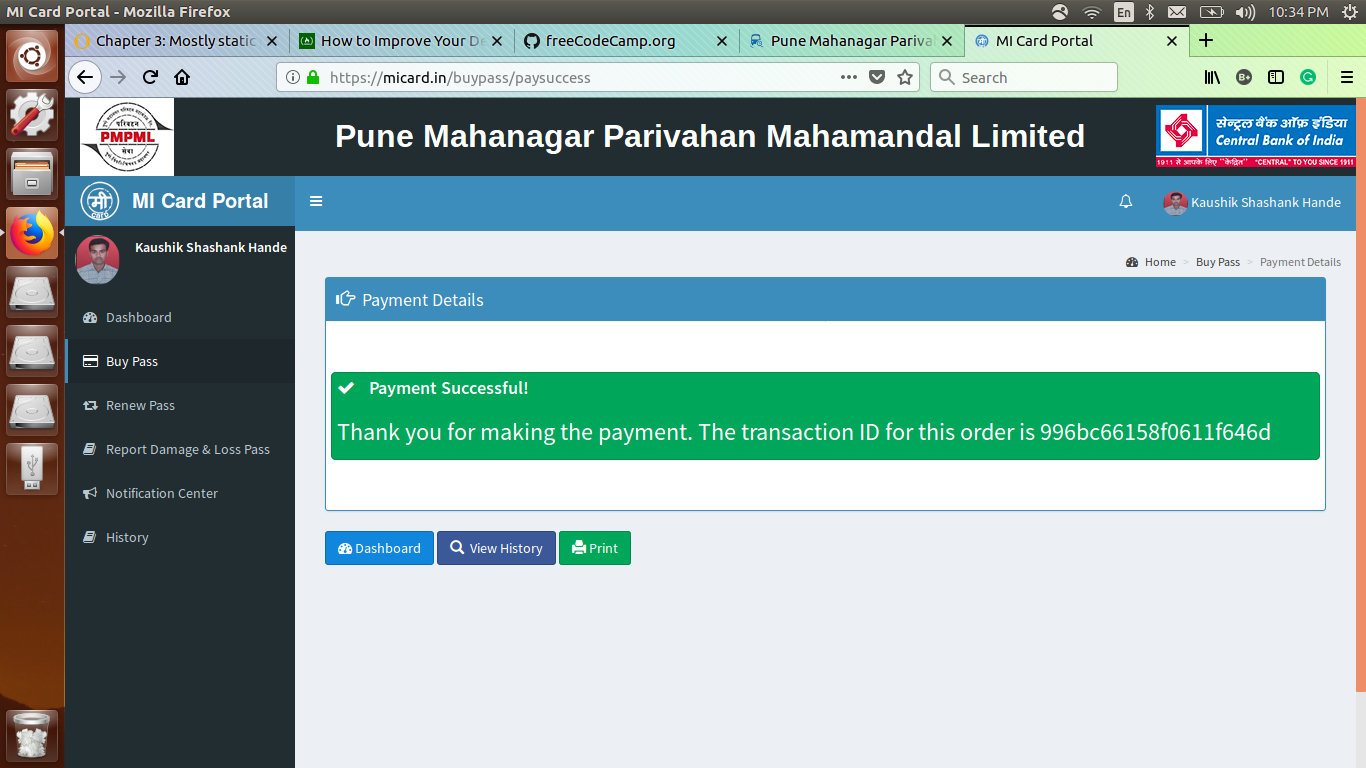 MI Card Portal - Mozilla Firefox
En
10:34 PM
Chapter 3: Mostly static
How to Improve Your De
freeCodeCamp.org
Pune Mahanagar Pariva
MI Card Portal
https://micard.in/buypass/paysuccess
Search
B+
परिवहन
PMPML
सेवा
Pune Mahanagar Parivahan Mahamandal Limited
सेन्ट्रल बैंक ऑफ़ इंडिया
Central Bank of India
1911 से आपके लिए "केंद्रित" "CENTRAL" TO YOU SINCE 1911
मी
card
MI Card Portal
Kaushik Shashank Hande
Kaushik Shashank Hande
Home > Buy Pass > Payment Details
Dashboard
Buy Pass
Renew Pass
Report Damage & Loss Pass
Notification Center
History
Payment Details
Payment Successful!
Thank you for making the payment. The transaction ID for this order is 996bc66158f0611f646d
Dashboard
View History
Print